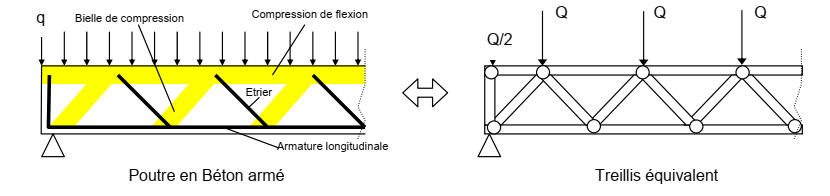 q
Bielle de compression
Compression de flexion
Etrier
Armature longitudinale
Poutre en Béton armé
Q/2
Q
Q
Q
Treillis équivalent